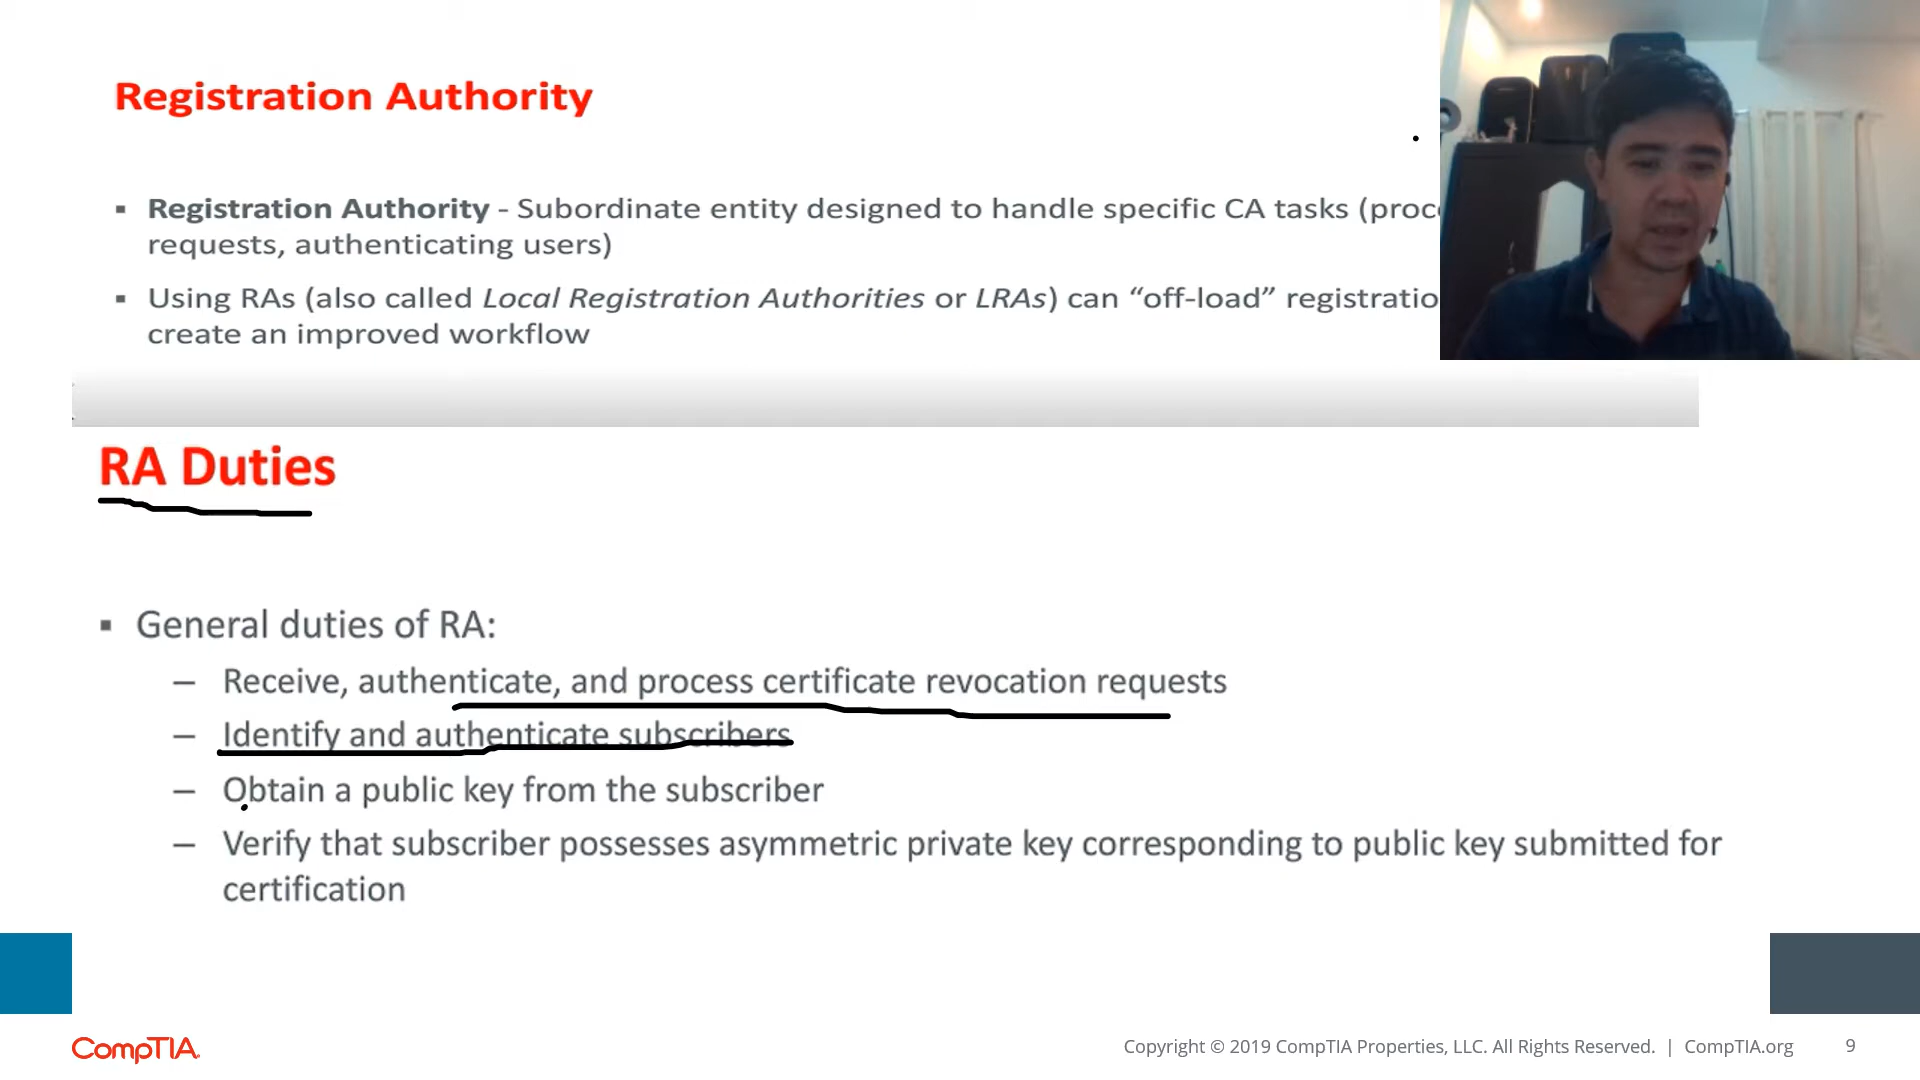 Registration Authority
▪ Registration Authority - Subordinate entity designed to handle specific CA tasks
requests, authenticating users)
▪ Using RAs (also called Local Registration Authorities or LRAs) can “off-load”
create an improved workflow
RA Duties
▪ General duties of RA:
– Receive, authenticate, and process certificate revocation requests
– Identify and authenticate subscribers
– Obtain a public key from the subscriber
– Verify that subscriber possesses asymmetric private key corresponding to public key submitted for
certification
CompTIA.
Copyright © 2019 CompTIA Properties, LLC. All Rights Reserved. | CompTIA.org 9